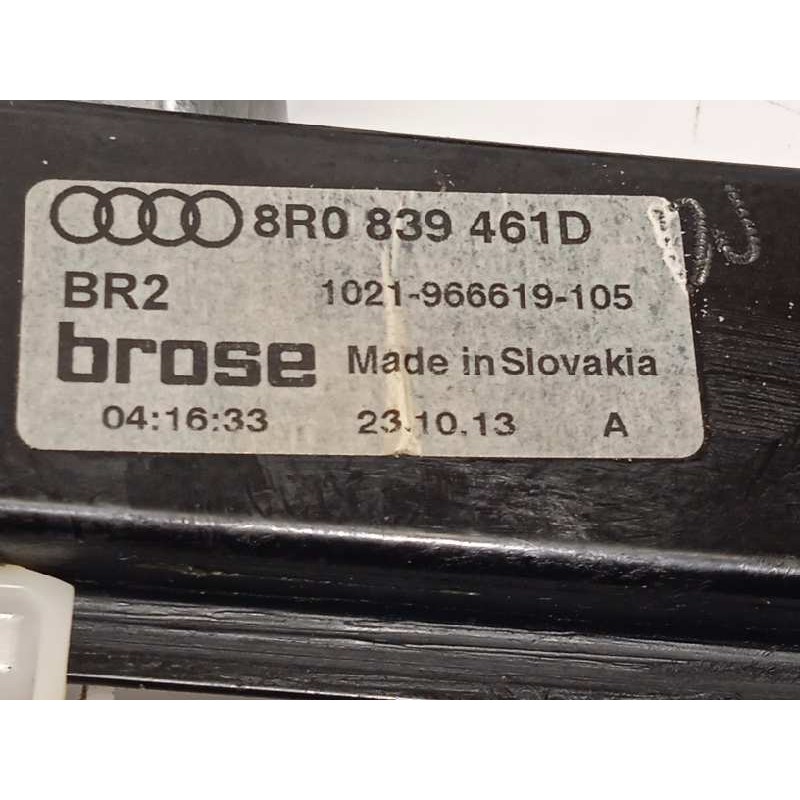 8R0 839 461D
BR2 1021-966619-105
brose Made in Slovakia
04:16:33 23.10.13 A